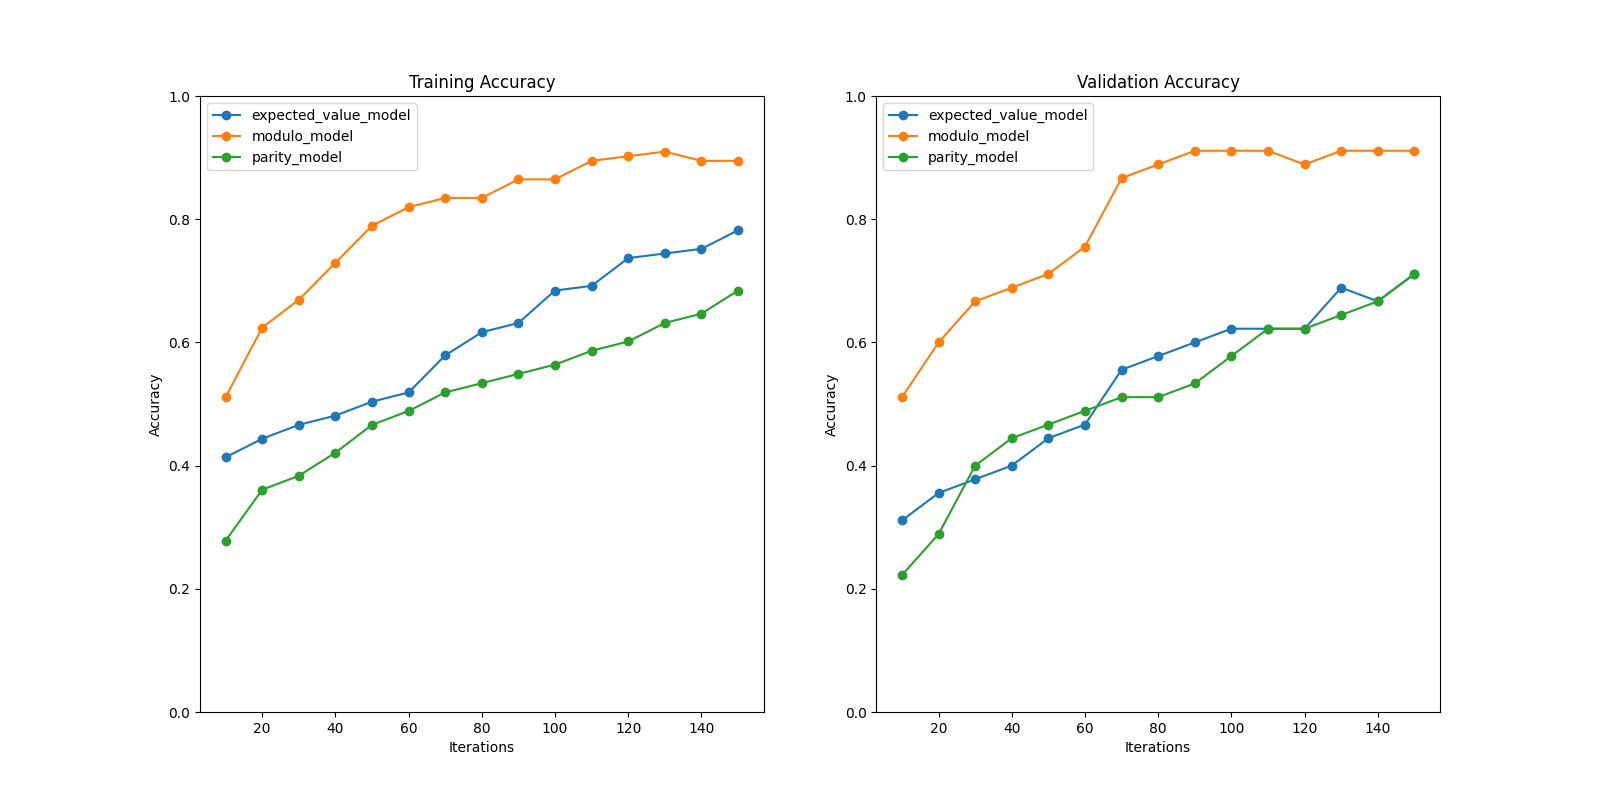 Training Accuracy
expected_value_model
modulo_model
parity_model
1.0
0.8
0.6
0.4
0.2
0.0
Accuracy
20 40 60 80 100 120 140
Iterations
Validation Accuracy
expected_value_model
modulo_model
parity_model
1.0
0.8
0.6
0.4
0.2
0.0
Accuracy
20 40 60 80 100 120 140
Iterations